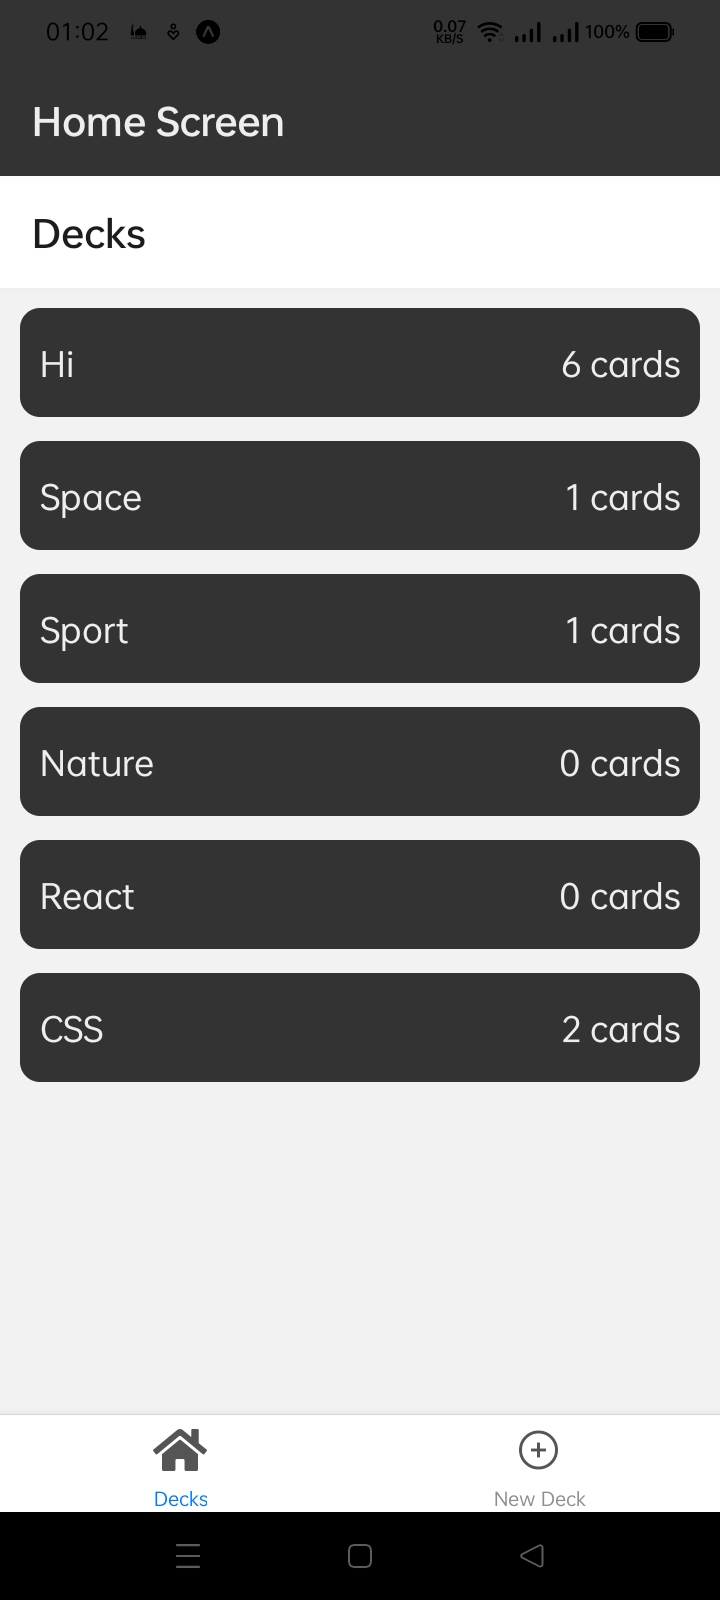 01:02 0.07 KB/S 100%
Home Screen
Decks
Hi 6 cards
Space 1 cards
Sport 1 cards
Nature 0 cards
React 0 cards
CSS 2 cards
Decks New Deck